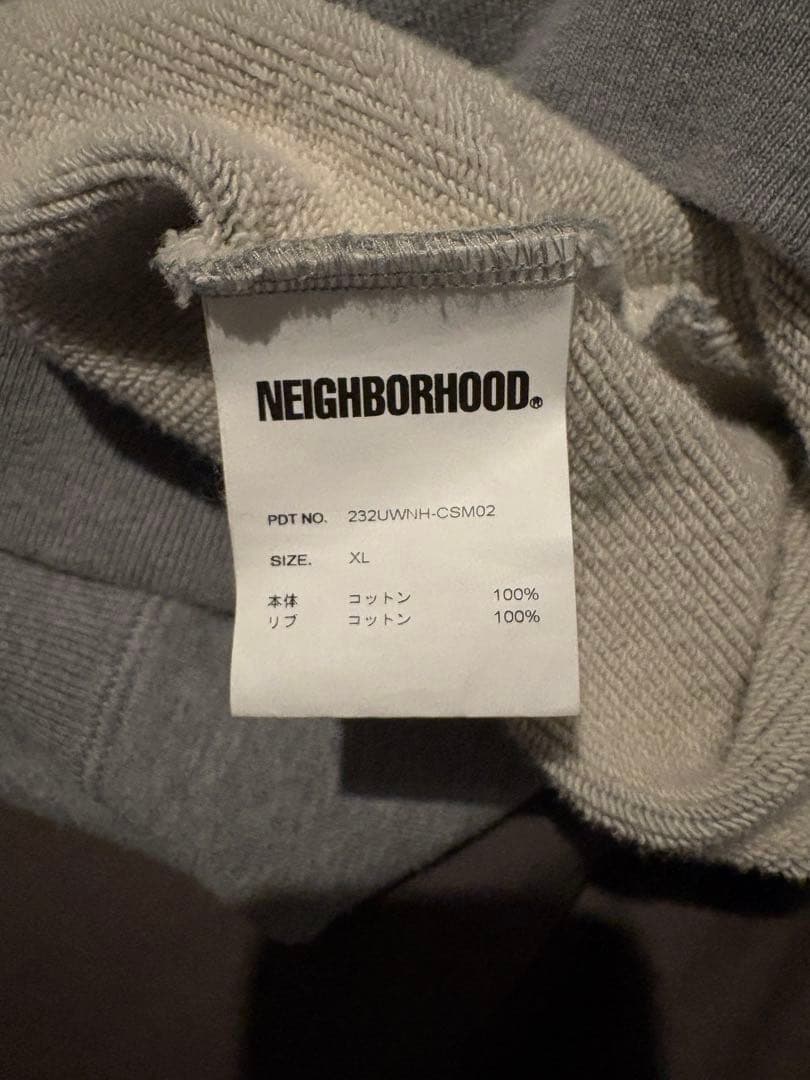 NEIGHBORHOOD®
PDT NO. 232UWNH-CSM02
SIZE. XL
本体 コットン 100%
リブ コットン 100%